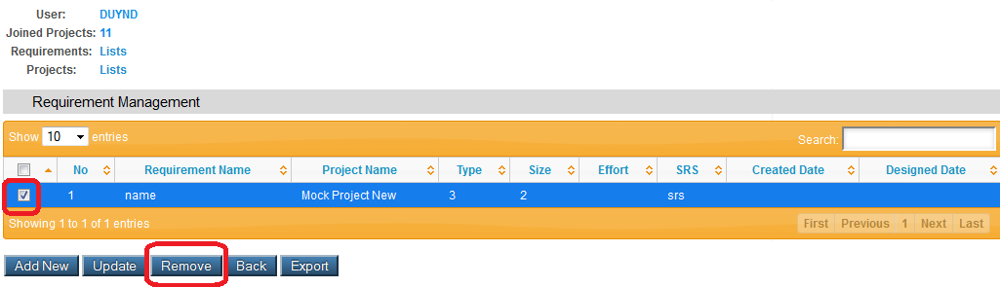 User: DUYND
Joined Projects: 11
Requirements: Lists
Projects: Lists
Requirement Management
Show 10 entries Search:
No Requirement Name Project Name Type Size Effort SRS Created Date Designed Date
1 name Mock Project New 3 2 srs
Showing 1 to 1 of 1 entries First Previous 1 Next Last
Add New Update Remove Back Export